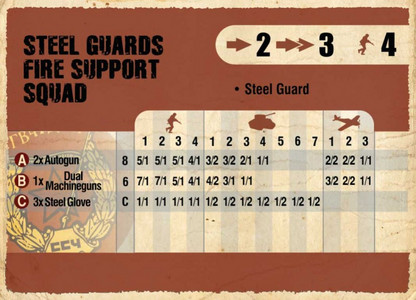 STEEL GUARDS
FIRE SUPPORT
SQUAD
2 3 4
• Steel Guard
1 2 3 4 1 2 3 4 5 6 7 1 2 3
A 2x Autogun 8 5/1 5/1 5/1 4/1 3/2 3/2 2/1 1/1 2/2 2/2 1/1
B 1x Dual Machineguns 6 7/1 7/1 5/1 4/1 4/2 3/1 1/1 3/2 2/2 1/1
C 3x Steel Glove C 1/1 1/1 1/1 1/1 1/2 1/2 1/2 1/2 1/2 1/2 1/2
CCЧ